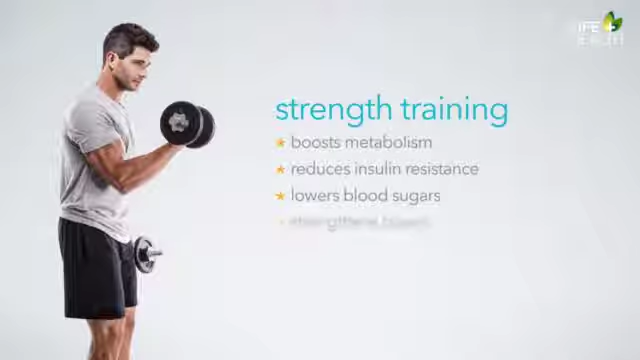 strength training
boosts metabolism
reduces insulin resistance
lowers blood sugars